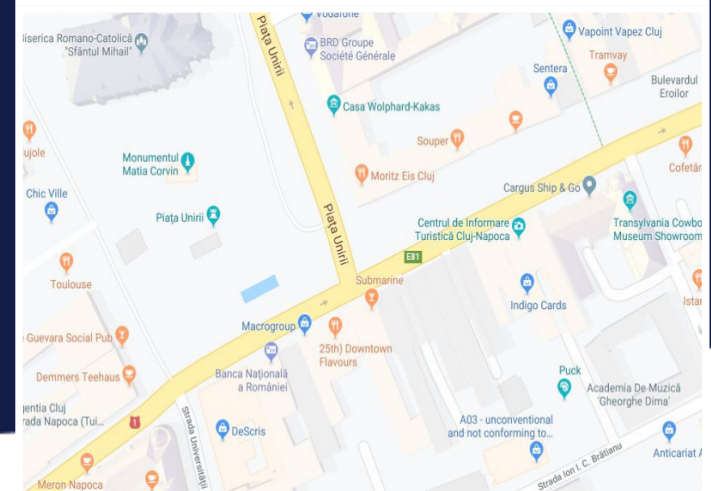 Vodafone
Biserica Romano-Catolică
"Sfântul Mihail"
Piața Unirii
BRD Groupe
Société Générale
Vapoint Vapez Cluj
Tramvay
Sentera
Bulevardul
Eroilor
Casa Wolphard-Kakas
Souper
Monumentul
Matia Corvin
Moritz Eis Cluj
Cofetăr
Chic Ville
Cargus Ship & Go
Piața Unirii
Piața Unirii
Centrul de Informare
Turistică Cluj-Napoca
Transylvania Cowbo
Museum Showroom
E81
Toulouse
Submarine
Indigo Cards
Istar
Macrogroup
Guevara Social Pub
25th) Downtown
Flavours
Banca Națională
a României
Demmers Teehaus
Puck
Academia De Muzică
'Gheorghe Dima'
gentia Cluj
rada Napoca (Tui...
1
Strada Universității
DeScris
A03 - unconventional
and not conforming to...
Anticariat A
Strada Ion I. C. Brătianu
Meron Napoca